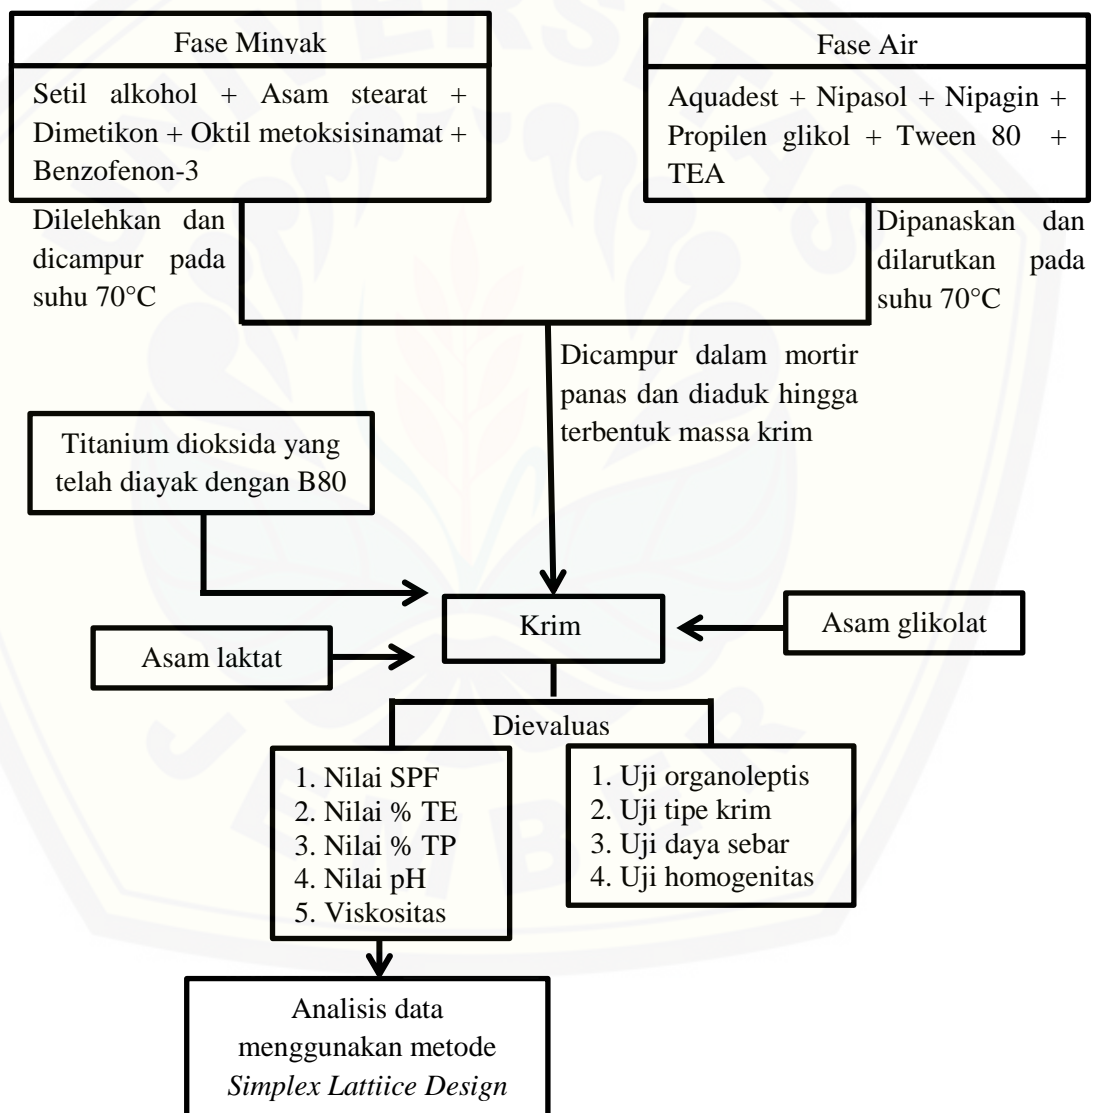 Fase Minyak
Setil alkohol + Asam stearat +
Dimetikon + Oktil metoksisinamat +
Benzofenon-3
Fase Air
Aquadest + Nipasol + Nipagin +
Propilen glikol + Tween 80 +
TEA
Dilelehkan dan
dicampur pada
suhu 70°C
Dipanaskan dan
dilarutkan pada
suhu 70°C
Dicampur dalam mortir
panas dan diaduk hingga
terbentuk massa krim
Titanium dioksida yang
telah diayak dengan B80
Krim
Asam glikolat
Asam laktat
Dievaluas
1. Nilai SPF
2. Nilai % TE
3. Nilai % TP
4. Nilai pH
5. Viskositas
1. Uji organoleptis
2. Uji tipe krim
3. Uji daya sebar
4. Uji homogenitas
Analisis data
menggunakan metode
Simplex Lattiice Design
UNIVERSITAS
JEMBER